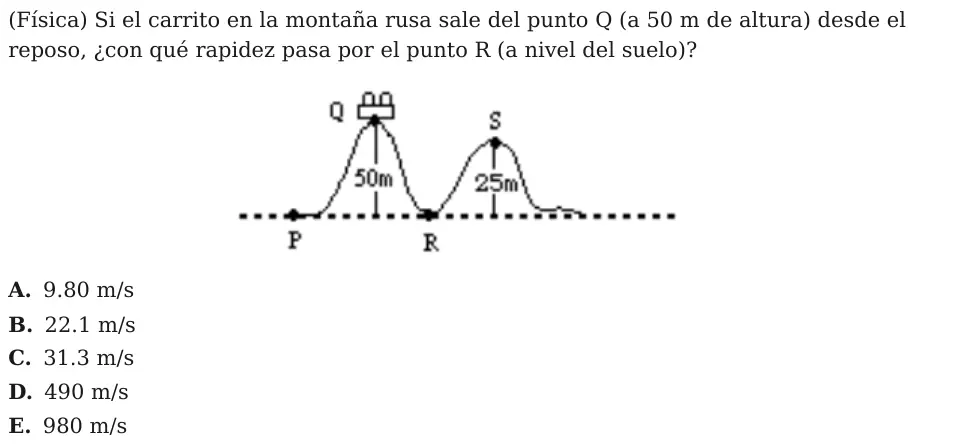 (Física) Si el carrito en la montaña rusa sale del punto Q (a 50 m de altura) desde el
reposo, ¿con qué rapidez pasa por el punto R (a nivel del suelo)?
Q
S
50m
25m
P
R
A. 9.80 m/s
B. 22.1 m/s
C. 31.3 m/s
D. 490 m/s
E. 980 m/s